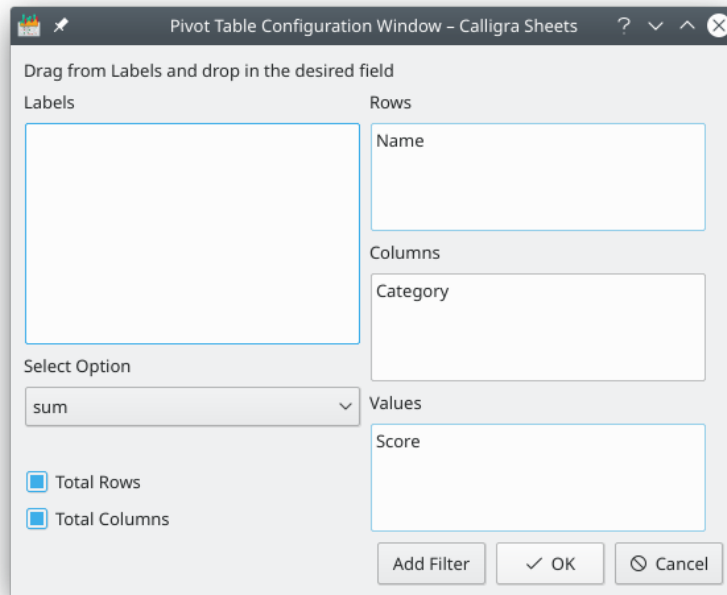 Pivot Table Configuration Window – Calligra Sheets
Drag from Labels and drop in the desired field
Labels
Rows
Name
Columns
Category
Select Option
sum
Values
Score
Total Rows
Total Columns
Add Filter
OK
Cancel